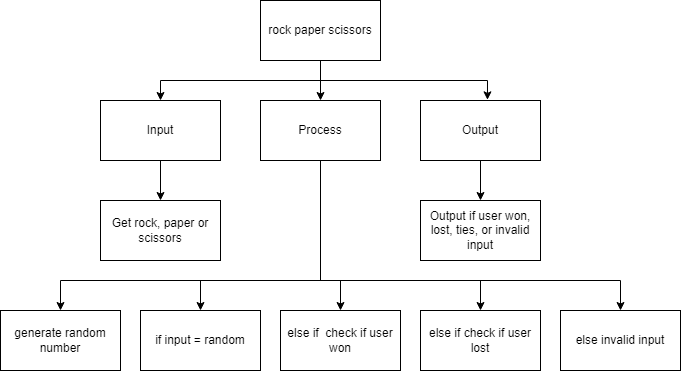 rock paper scissors
Input
Process
Output
Get rock, paper or
scissors
Output if user won,
lost, ties, or invalid
input
generate random
number
if input = random
else if  check if user
won
else if check if user
lost
else invalid input